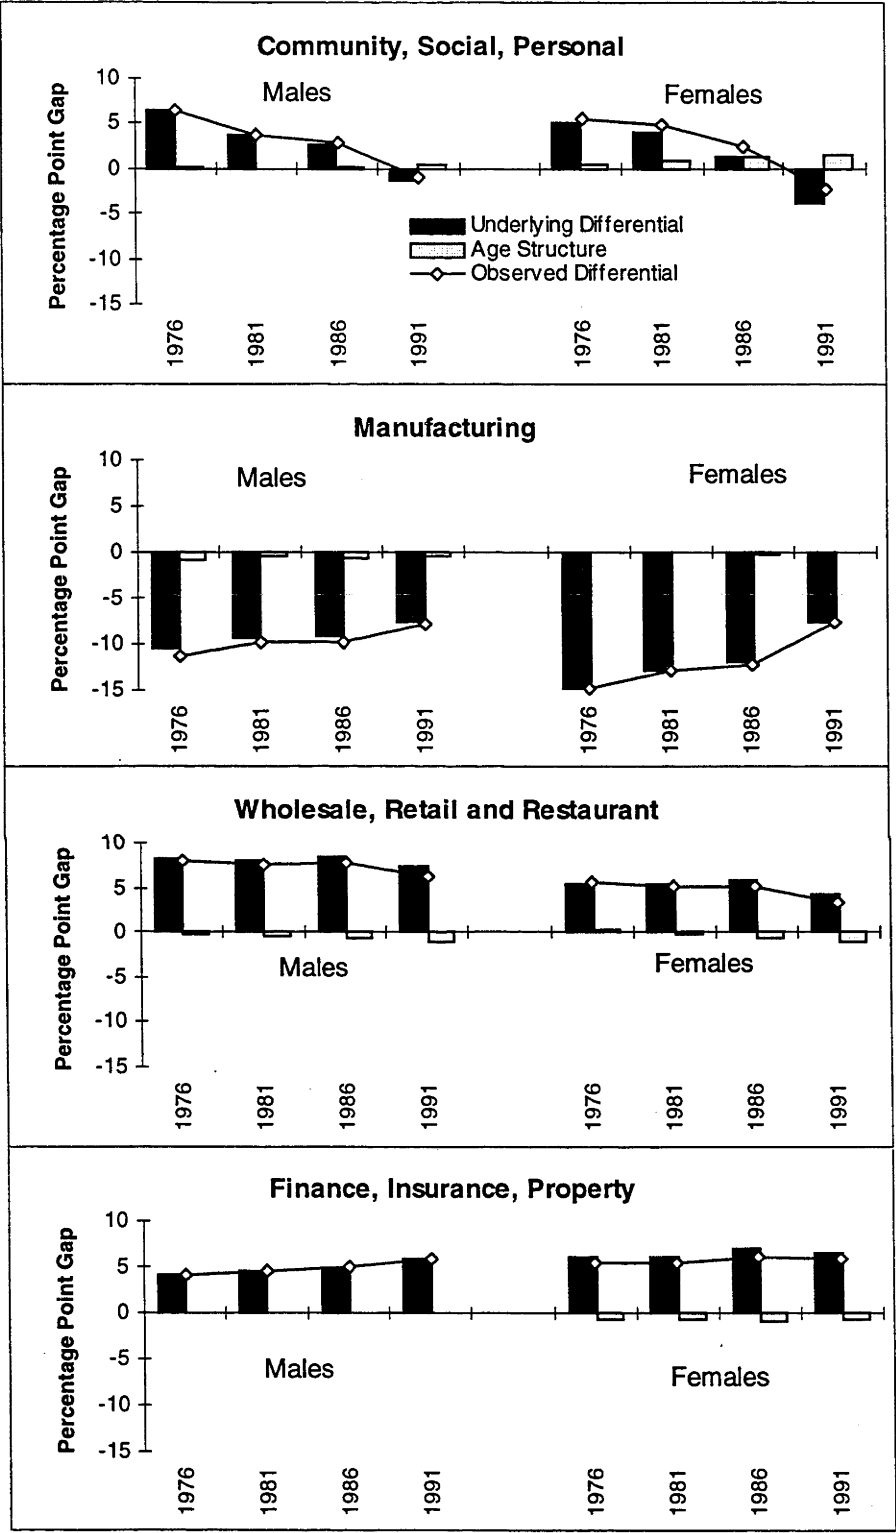 Community, Social, Personal
Percentage Point Gap
10
5
0
-5
-10
-15
Males
Females
Underlying Differential
Age Structure
Observed Differential
1976 1981 1986 1991 1976 1981 1986 1991
Manufacturing
Percentage Point Gap
10
5
0
-5
-10
-15
Males
Females
1976 1981 1986 1991 1976 1981 1986 1991
Wholesale, Retail and Restaurant
Percentage Point Gap
10
5
0
-5
-10
-15
Males
Females
1976 1981 1986 1991 1976 1981 1986 1991
Finance, Insurance, Property
Percentage Point Gap
10
5
0
-5
-10
-15
Males
Females
1976 1981 1986 1991 1976 1981 1986 1991